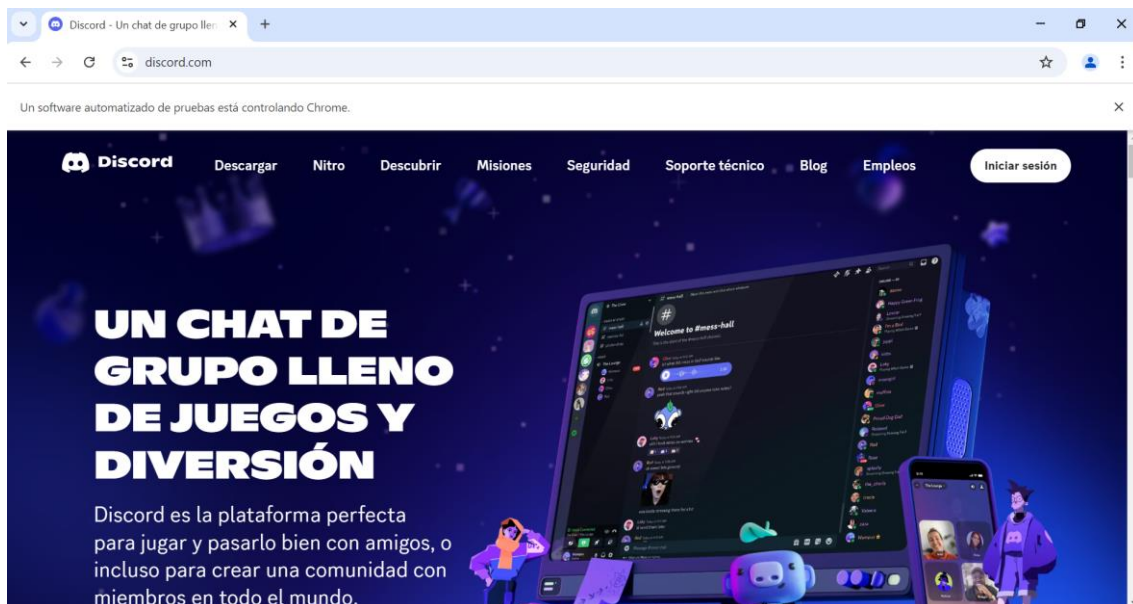 Discord - Un chat de grupo llen
discord.com
Un software automatizado de pruebas está controlando Chrome.
Discord Descargar Nitro Descubrir Misiones Seguridad Soporte técnico Blog Empleos Iniciar sesión
UN CHAT DE
GRUPO LLENO
DE JUEGOS Y
DIVERSIÓN
Discord es la plataforma perfecta
para jugar y pasarlo bien con amigos, o
incluso para crear una comunidad con
miembros en todo el mundo.
Welcome to #mess-hall